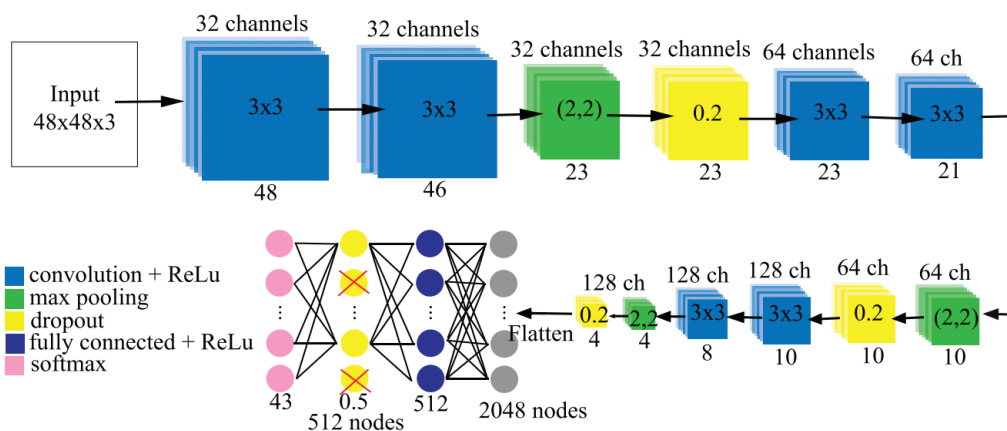 32 channels
32 channels
32 channels
32 channels
64 channels
64 ch
Input
48x48x3
3x3
3x3
(2,2)
0.2
3x3
3x3
48
46
23
23
23
21
convolution + ReLu
max pooling
dropout
fully connected + ReLu
softmax
43
0.5
512 nodes
512
2048 nodes
Flatten
128 ch
128 ch
128 ch
64 ch
64 ch
0.2
2,2
3x3
3x3
0.2
(2,2)
4
4
8
10
10
10